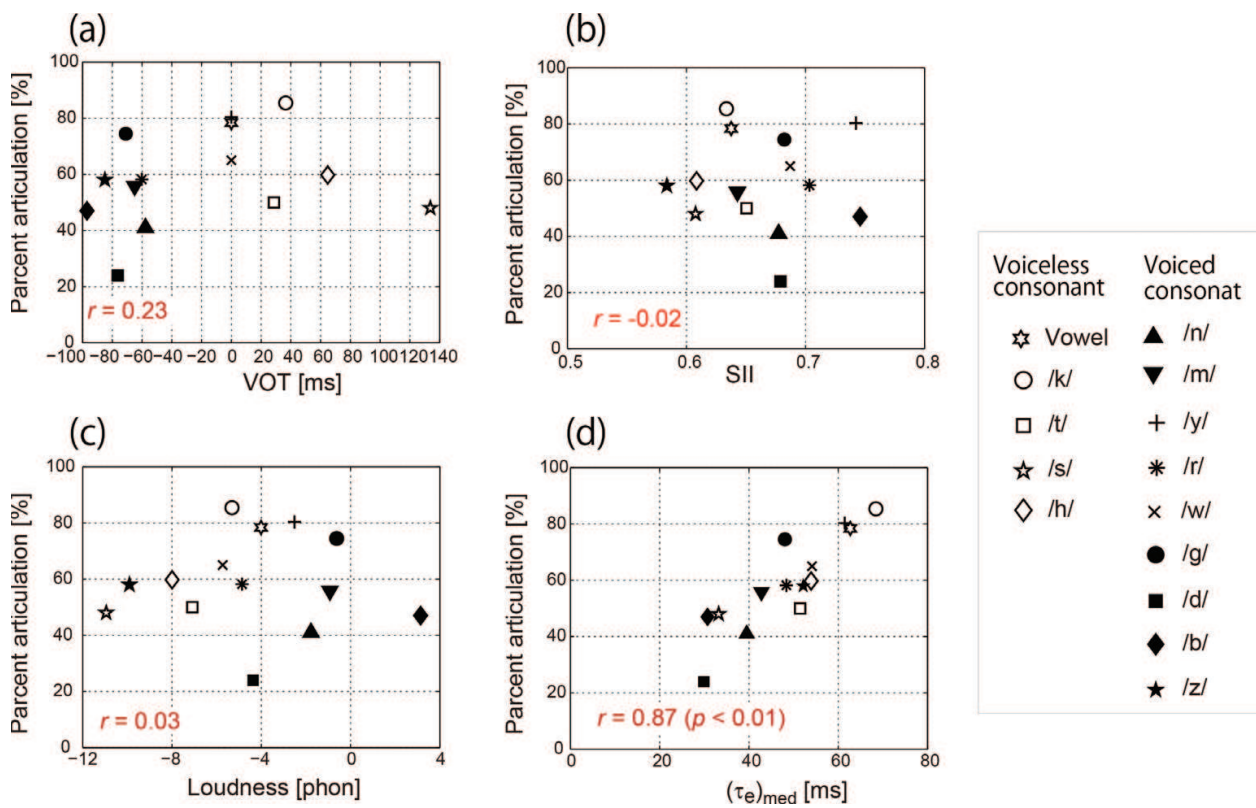 (a)
Parcent articulation [%]
100
80
60
40
20
0
r = 0.23
−100 −80 −60 −40 −20 0 20 40 60 80 100 120 140
VOT [ms]
(b)
Parcent articulation [%]
100
80
60
40
20
0
r = -0.02
0.5 0.6 0.7 0.8
SII
(c)
Parcent articulation [%]
100
80
60
40
20
0
r = 0.03
−12 −8 −4 0 4
Loudness [phon]
(d)
Parcent articulation [%]
100
80
60
40
20
0
r = 0.87 (p < 0.01)
0 20 40 60 80
(τe)med [ms]
Voiceless
consonant
Vowel
/k/
/t/
/s/
/h/
Voiced
consonat
/n/
/m/
/y/
/r/
/w/
/g/
/d/
/b/
/z/